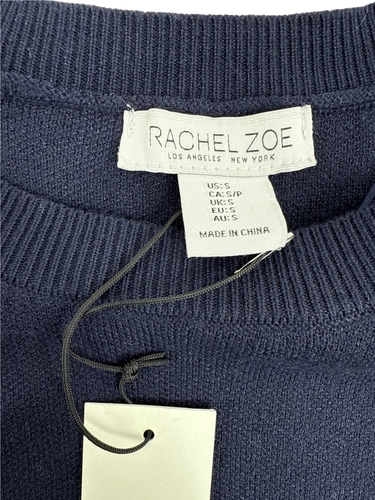 RACHEL ZOE
LOS ANGELES NEW YORK
US:S
CA:S/P
UK:S
EU:S
AU:S
MADE IN CHINA